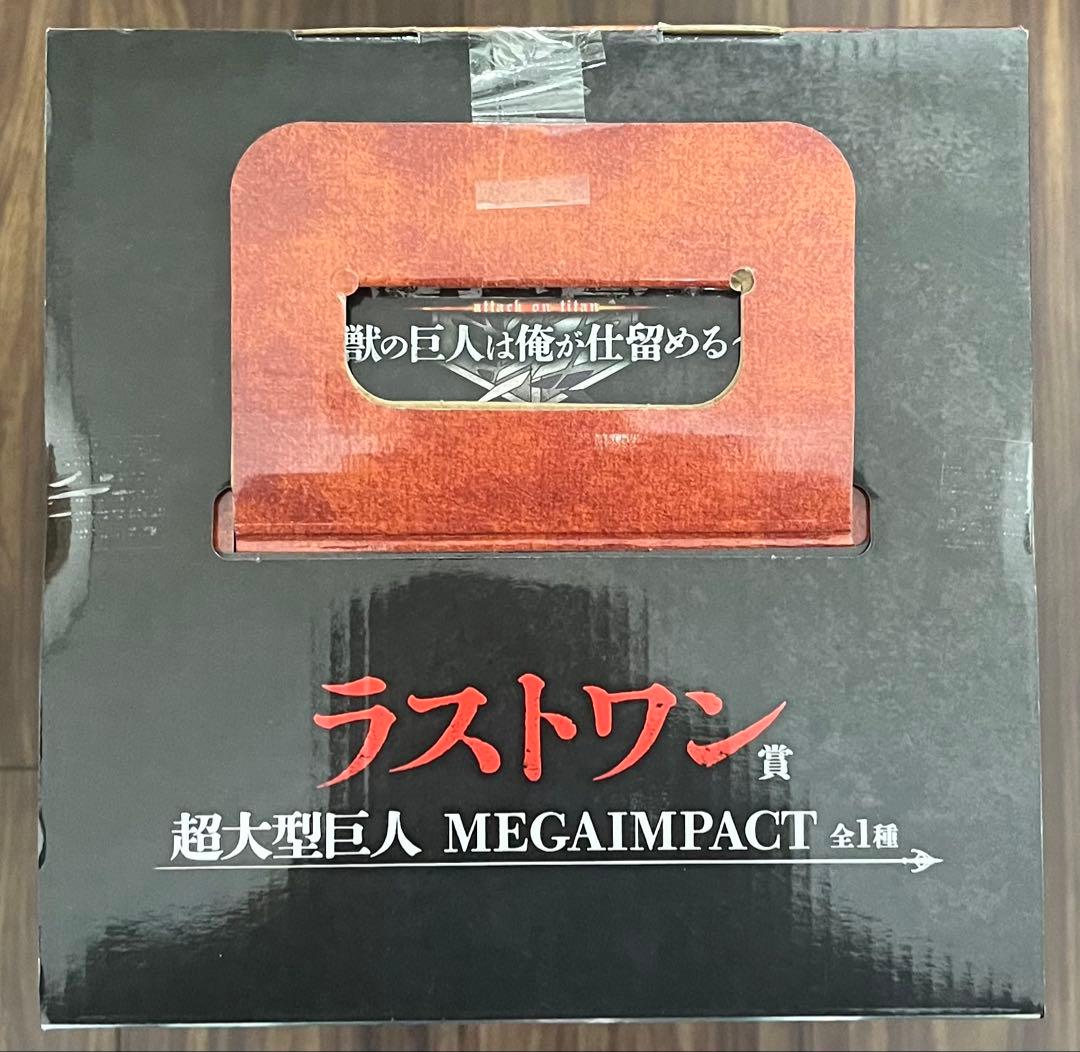 attack on titan
獣の巨人は俺が仕留める
ラストワン賞
超大型巨人 MEGAIMPACT 全1種